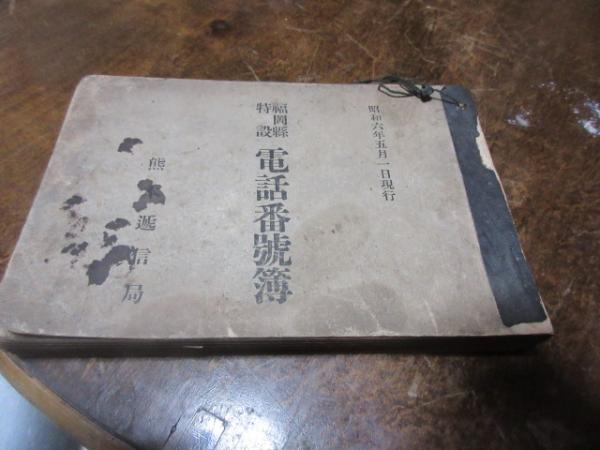 昭和六年五月一日現行
福岡縣
特設
電話番號簿
熊 遞信局